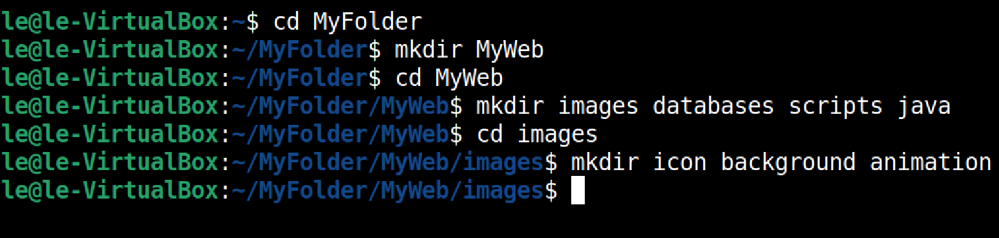 le@le-VirtualBox:~$ cd MyFolder
le@le-VirtualBox:~/MyFolder$ mkdir MyWeb
le@le-VirtualBox:~/MyFolder$ cd MyWeb
le@le-VirtualBox:~/MyFolder/MyWeb$ mkdir images databases scripts java
le@le-VirtualBox:~/MyFolder/MyWeb$ cd images
le@le-VirtualBox:~/MyFolder/MyWeb/images$ mkdir icon background animation
le@le-VirtualBox:~/MyFolder/MyWeb/images$